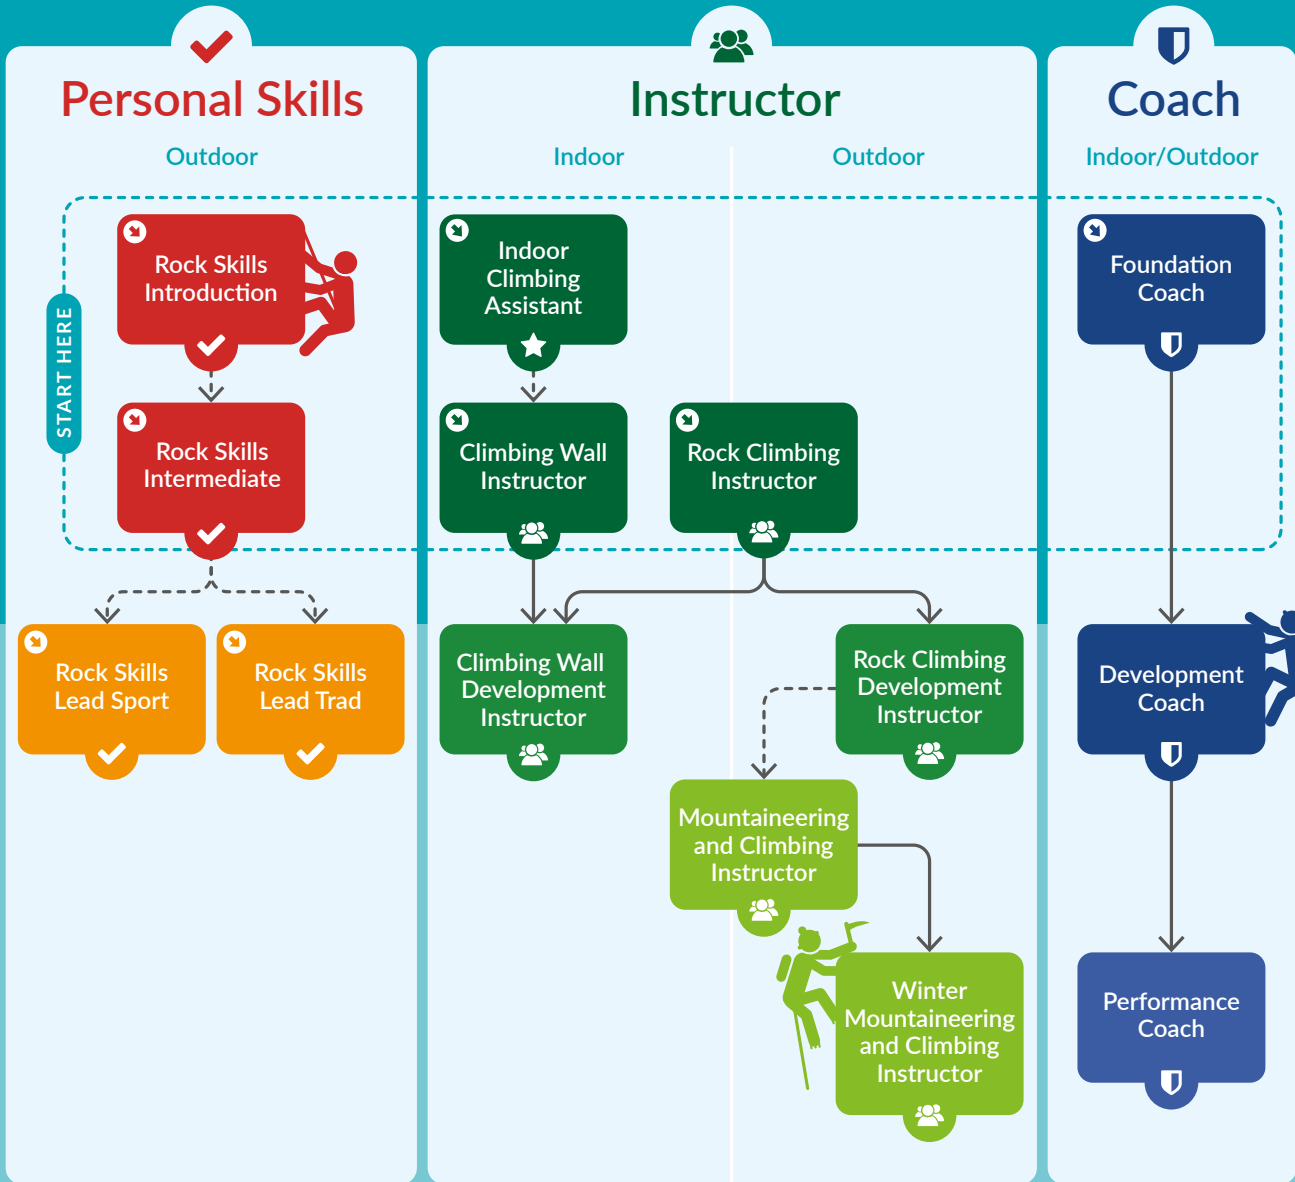 Personal Skills
Outdoor
Instructor
Indoor
Outdoor
Coach
Indoor/Outdoor
START HERE
Rock Skills
Introduction
Rock Skills
Intermediate
Rock Skills
Lead Sport
Rock Skills
Lead Trad
Indoor
Climbing
Assistant
Climbing Wall
Instructor
Rock Climbing
Instructor
Climbing Wall
Development
Instructor
Rock Climbing
Development
Instructor
Mountaineering
and Climbing
Instructor
Winter
Mountaineering
and Climbing
Instructor
Foundation
Coach
Development
Coach
Performance
Coach